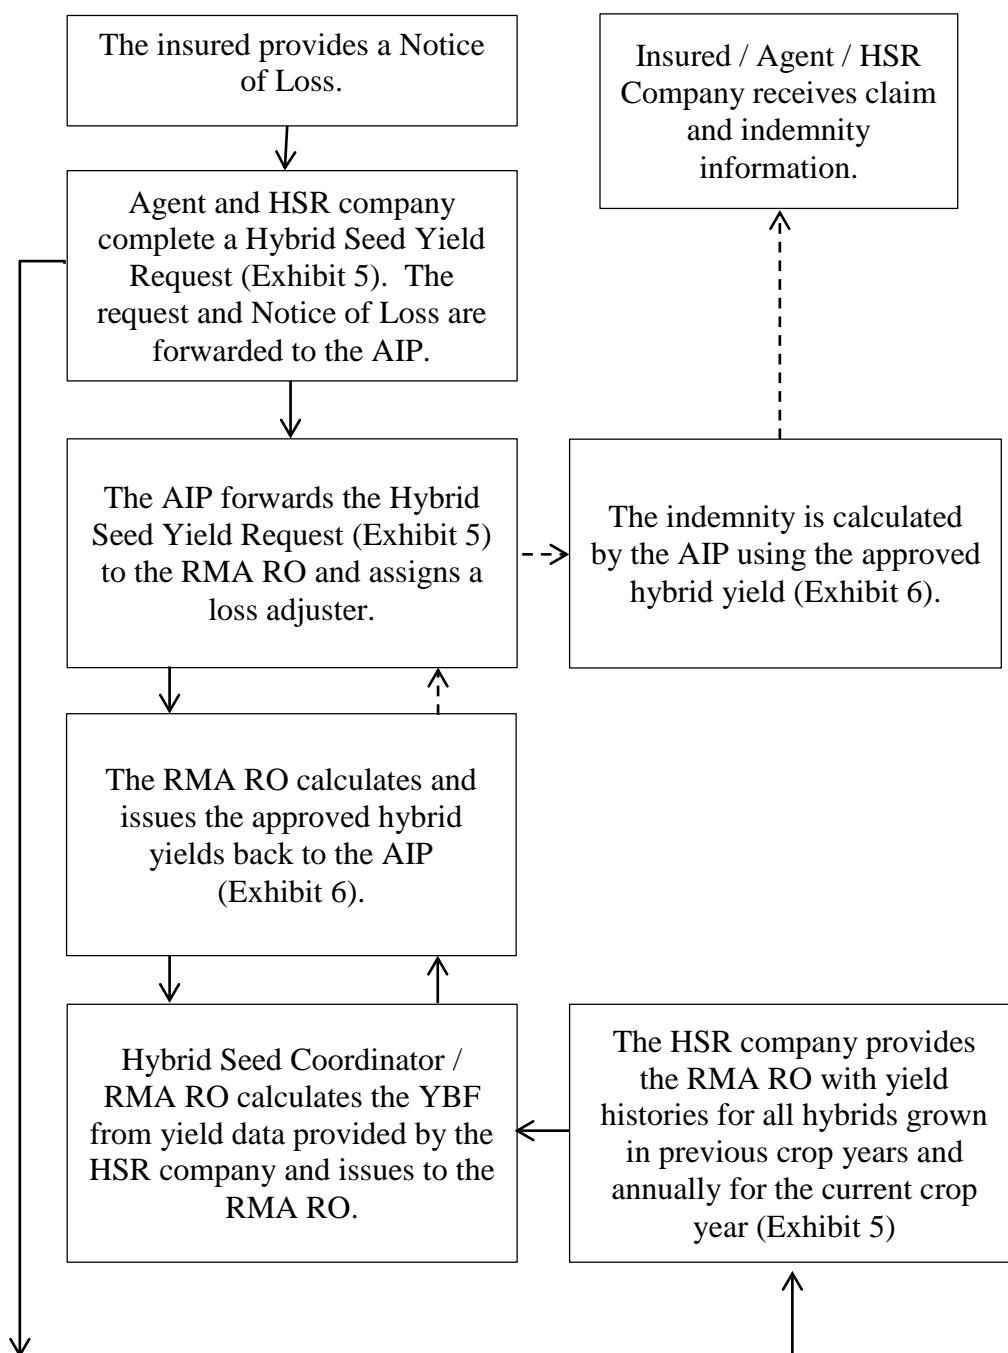 The insured provides a Notice
of Loss.
Insured / Agent / HSR
Company receives claim
and indemnity
information.
Agent and HSR company
complete a Hybrid Seed Yield
Request (Exhibit 5).  The
request and Notice of Loss are
forwarded to the AIP.
The AIP forwards the Hybrid
Seed Yield Request (Exhibit 5)
to the RMA RO and assigns a
loss adjuster.
The indemnity is calculated
by the AIP using the approved
hybrid yield (Exhibit 6).
The RMA RO calculates and
issues the approved hybrid
yields back to the AIP
(Exhibit 6).
Hybrid Seed Coordinator /
RMA RO calculates the YBF
from yield data provided by the
HSR company and issues to the
RMA RO.
The HSR company provides
the RMA RO with yield
histories for all hybrids grown
in previous crop years and
annually for the current crop
year (Exhibit 5)